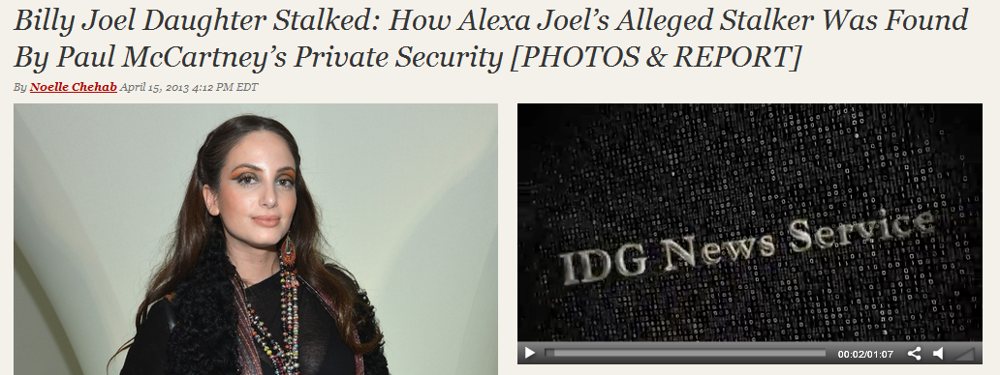 Billy Joel Daughter Stalked: How Alexa Joel’s Alleged Stalker Was Found
By Paul McCartney’s Private Security [PHOTOS & REPORT]
By Noelle Chehab April 15, 2013 4:12 PM EDT
IDG News Service
00:02/01:07